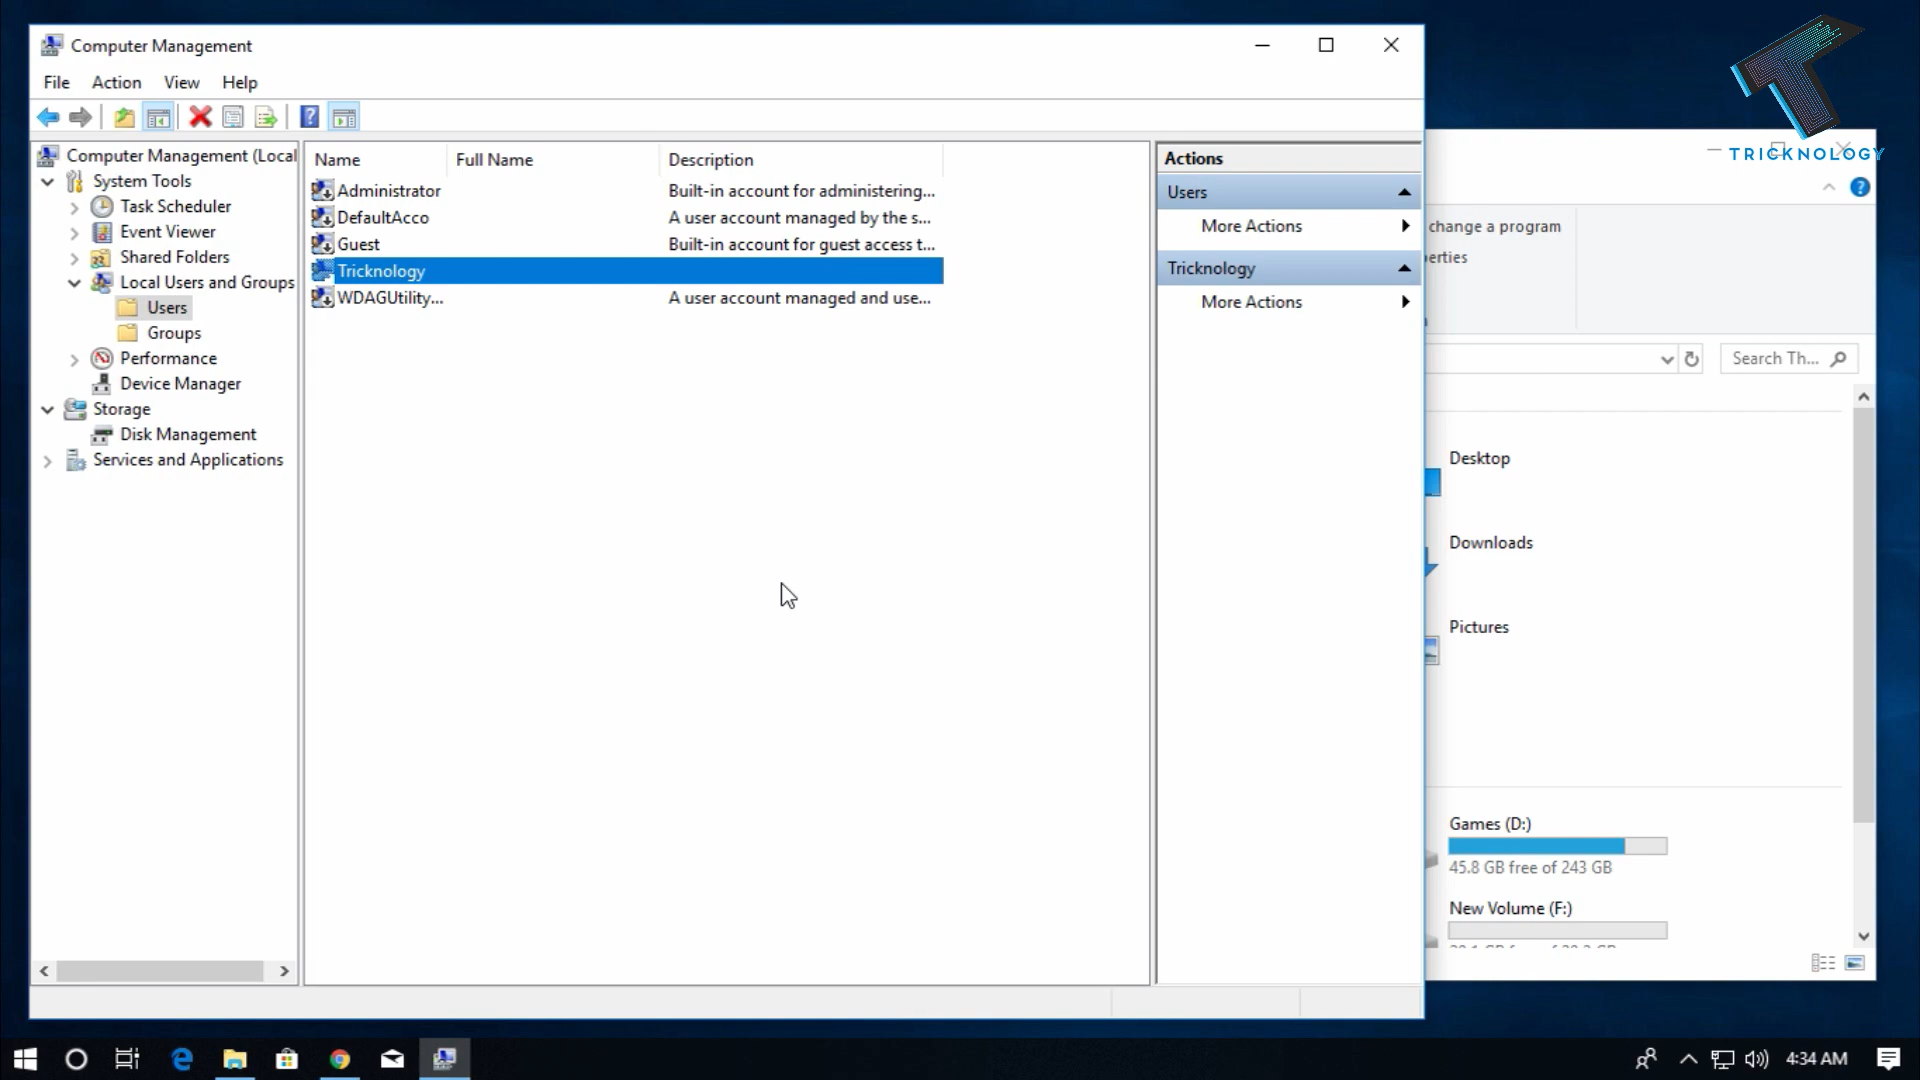 Computer Management
File Action View Help
Computer Management (Local
System Tools
Task Scheduler
Event Viewer
Shared Folders
Local Users and Groups
Users
Groups
Performance
Device Manager
Storage
Disk Management
Services and Applications
Name Full Name Description
Administrator Built-in account for administering...
DefaultAcco A user account managed by the s...
Guest Built-in account for guest access t...
Tricknology
WDAGUtility... A user account managed and use...
Actions
Users
More Actions
Tricknology
More Actions
TRICKNOLOGY
change a program
erties
Search Th...
Desktop
Downloads
Pictures
Games (D:)
45.8 GB free of 243 GB
New Volume (F:)
4:34 AM